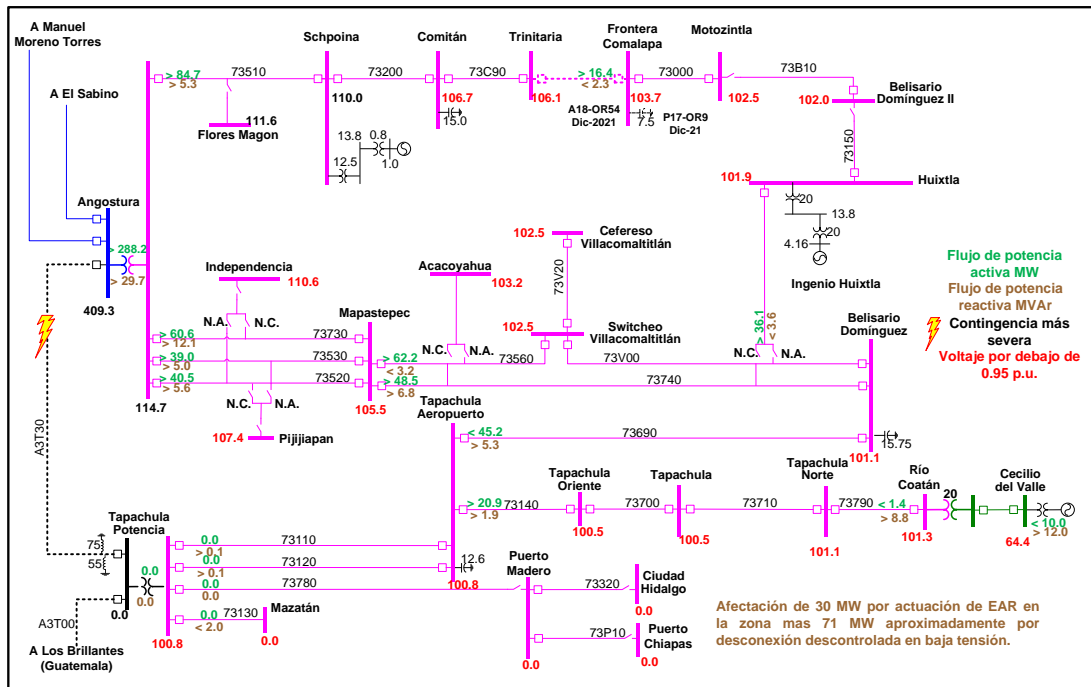 A Manuel
Moreno Torres
A El Sabino
Angostura
> 288.2
> 29.7
409.3
A3T30
> 84.7
> 5.3
73510
Flores Magon
111.6
Schpoina
110.0
13.8
0.8
12.5
1.0
73200
Comitán
106.7
15.0
73C90
Trinitaria
106.1
> 16.4
< 2.3
Frontera
Comalapa
103.7
A18-OR54
Dic-2021
7.5
P17-OR9
Dic-21
73000
Motozintla
102.5
73B10
102.0
Belisario
Domínguez II
73150
Huixtla
101.9
20
13.8
20
4.16
Ingenio Huixtla
Independencia
110.6
N.A.
N.C.
> 60.6
> 12.1
73730
> 39.0
> 5.0
73530
> 40.5
> 5.6
73520
114.7
N.C.
N.A.
107.4
Pijijiapan
Mapastepec
105.5
Acacoyahua
103.2
> 62.2
< 3.2
N.C.
N.A.
73560
> 48.5
> 6.8
73740
Cefereso
Villacomaltitlán
102.5
73V20
102.5
Switcheo
Villacomaltitlán
73V00
> 36.1
< 3.6
N.C.
N.A.
Belisario
Domínguez
15.75
101.1
Flujo de potencia
activa MW
Flujo de potencia
reactiva MVAr
Contingencia más
severa
Voltaje por debajo de
0.95 p.u.
Tapachula
Aeropuerto
< 45.2
> 5.3
73690
> 20.9
> 1.9
73140
Tapachula
Oriente
100.5
73700
Tapachula
100.5
73710
Tapachula
Norte
101.1
73790
< 1.4
> 8.8
Río
Coatán
101.3
20
Cecilio
del Valle
64.4
< 10.0
> 12.0
Tapachula
Potencia
75
55
0.0
0.0
0.0
A3T00
A Los Brillantes
(Guatemala)
0.0
> 0.1
73110
0.0
> 0.1
73120
0.0
0.0
73780
0.0
< 2.0
73130
100.8
Mazatán
0.0
12.6
100.8
Puerto
Madero
0.0
73320
Ciudad
Hidalgo
0.0
73P10
Puerto
Chiapas
0.0
Afectación de 30 MW por actuación de EAR en
la zona mas 71 MW aproximadamente por
desconexión descontrolada en baja tensión.